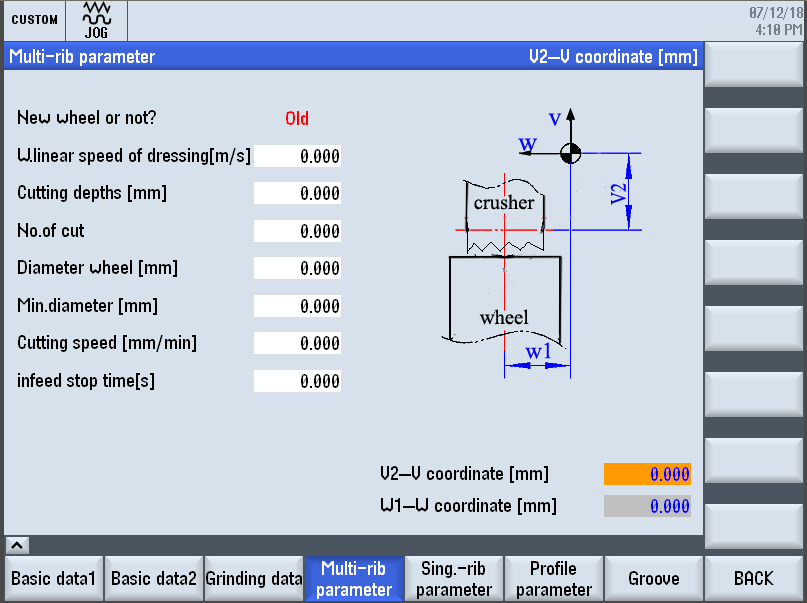 CUSTOM
JOG
07/12/18
4:10 PM
Multi-rib parameter
V2-V coordinate [mm]
New wheel or not?
Old
W.linear speed of dressing[m/s]
0.000
Cutting depths [mm]
0.000
No.of cut
0.000
Diameter wheel [mm]
0.000
Min.diameter [mm]
0.000
Cutting speed [mm/min]
0.000
infeed stop time[s]
0.000
V
W
V2
crusher
wheel
w1
V2-V coordinate [mm]
0.000
W1-W coordinate [mm]
0.000
Basic data1
Basic data2
Grinding data
Multi-rib
parameter
Sing.-rib
parameter
Profile
parameter
Groove
BACK